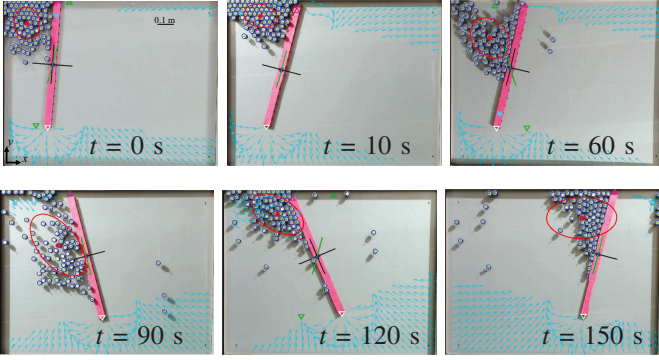 0.1 m
y
x
t = 0 s
t = 10 s
t = 60 s
t = 90 s
t = 120 s
t = 150 s